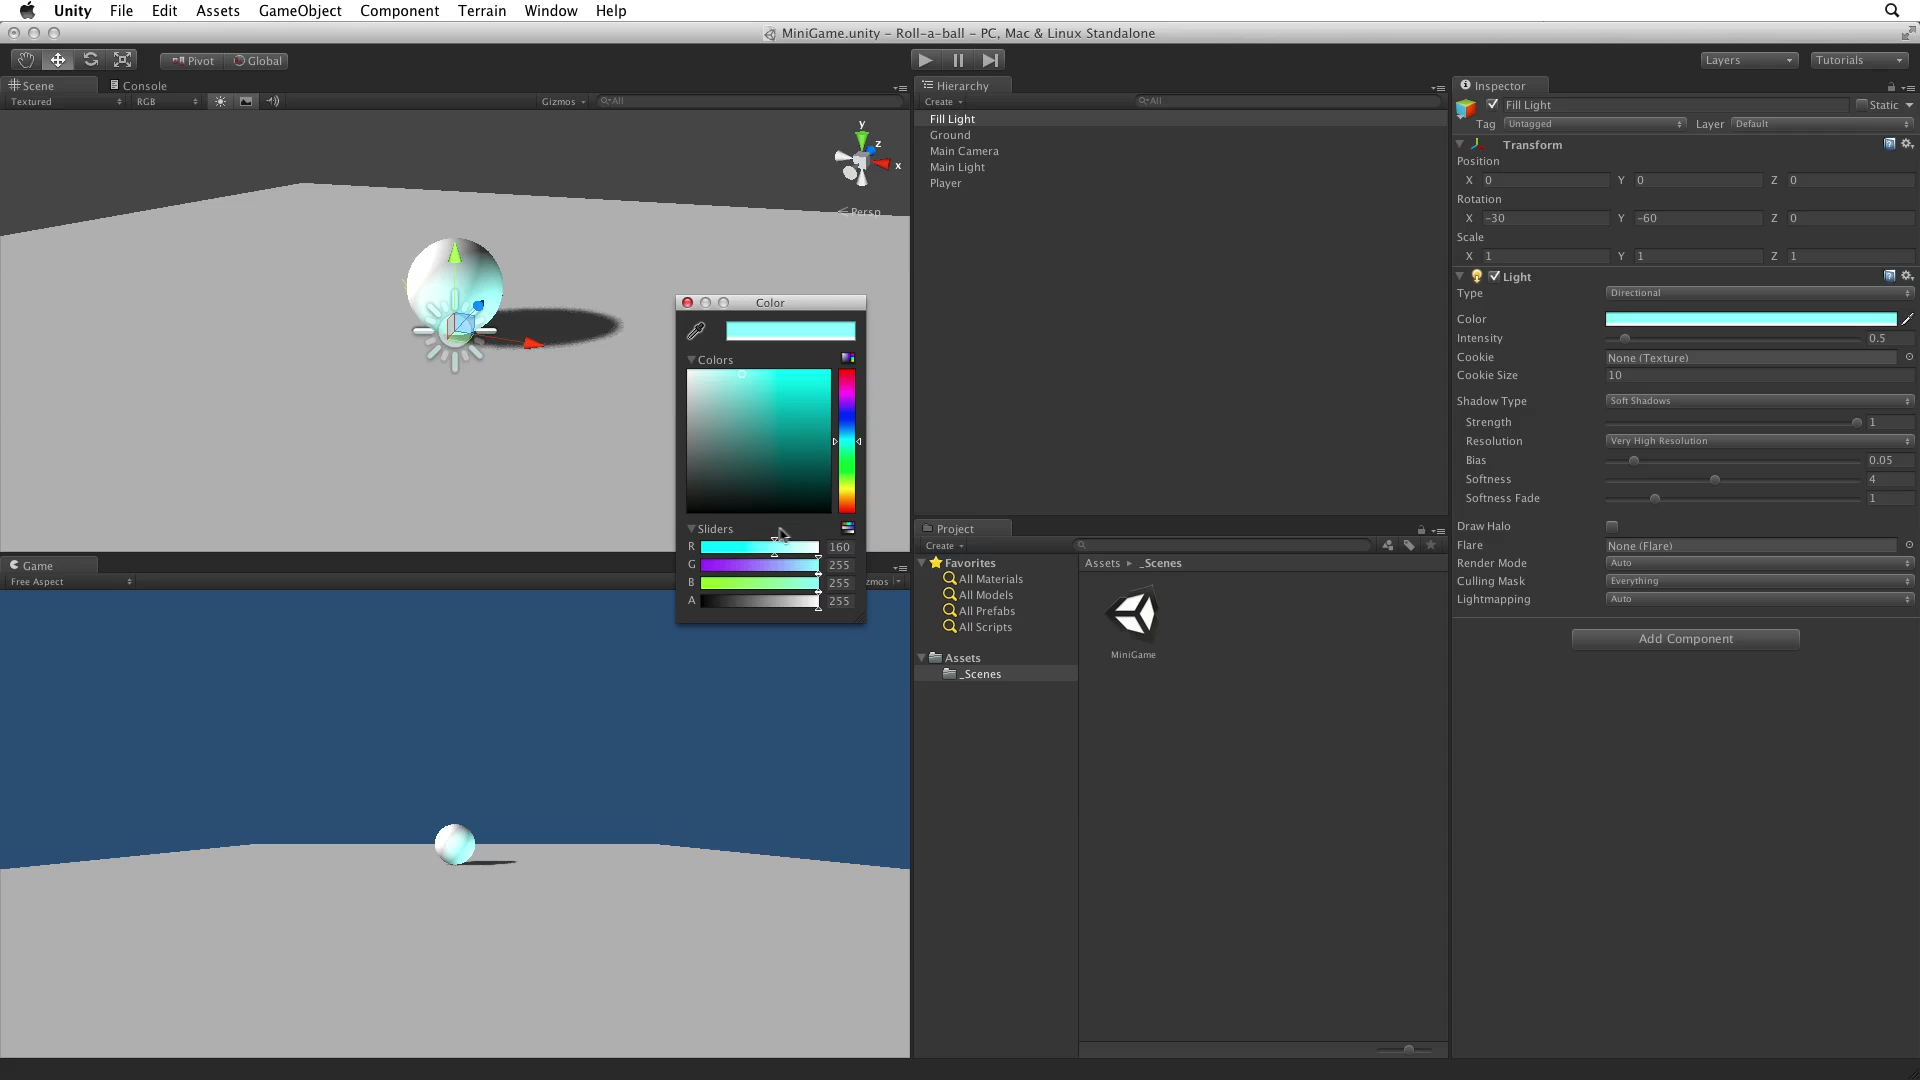 Unity File Edit Assets GameObject Component Terrain Window Help
MiniGame.unity – Roll-a-ball – PC, Mac & Linux Standalone
Pivot Global
Layers Tutorials
Scene Console
Textured RGB Gizmos All
y
z
x
Persp
Hierarchy
Create All
Fill Light
Ground
Main Camera
Main Light
Player
Inspector
Fill Light Static
Tag Untagged Layer Default
Transform
Position
X 0 Y 0 Z 0
Rotation
X -30 Y -60 Z 0
Scale
X 1 Y 1 Z 1
Light
Type Directional
Color
Intensity 0.5
Cookie None (Texture)
Cookie Size 10
Shadow Type Soft Shadows
Strength 1
Resolution Very High Resolution
Bias 0.05
Softness 4
Softness Fade 1
Draw Halo
Flare None (Flare)
Render Mode Auto
Culling Mask Everything
Lightmapping Auto
Add Component
Color
Colors
Sliders
R 160
G 255
B 255
A 255
Game
Free Aspect zmos
Project
Create
Favorites
All Materials
All Models
All Prefabs
All Scripts
Assets
_Scenes
Assets _Scenes
MiniGame